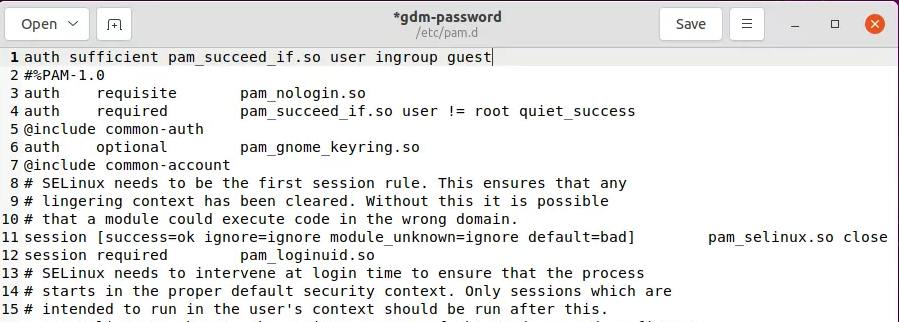 Open
*gdm-password
/etc/pam.d
Save
1 auth sufficient pam_succeed_if.so user ingroup guest
2 #%PAM-1.0
3 auth    requisite       pam_nologin.so
4 auth    required        pam_succeed_if.so user != root quiet_success
5 @include common-auth
6 auth    optional        pam_gnome_keyring.so
7 @include common-account
8 # SELinux needs to be the first session rule. This ensures that any
9 # lingering context has been cleared. Without this it is possible
10 # that a module could execute code in the wrong domain.
11 session [success=ok ignore=ignore module_unknown=ignore default=bad]        pam_selinux.so close
12 session required        pam_loginuid.so
13 # SELinux needs to intervene at login time to ensure that the process
14 # starts in the proper default security context. Only sessions which are
15 # intended to run in the user's context should be run after this.